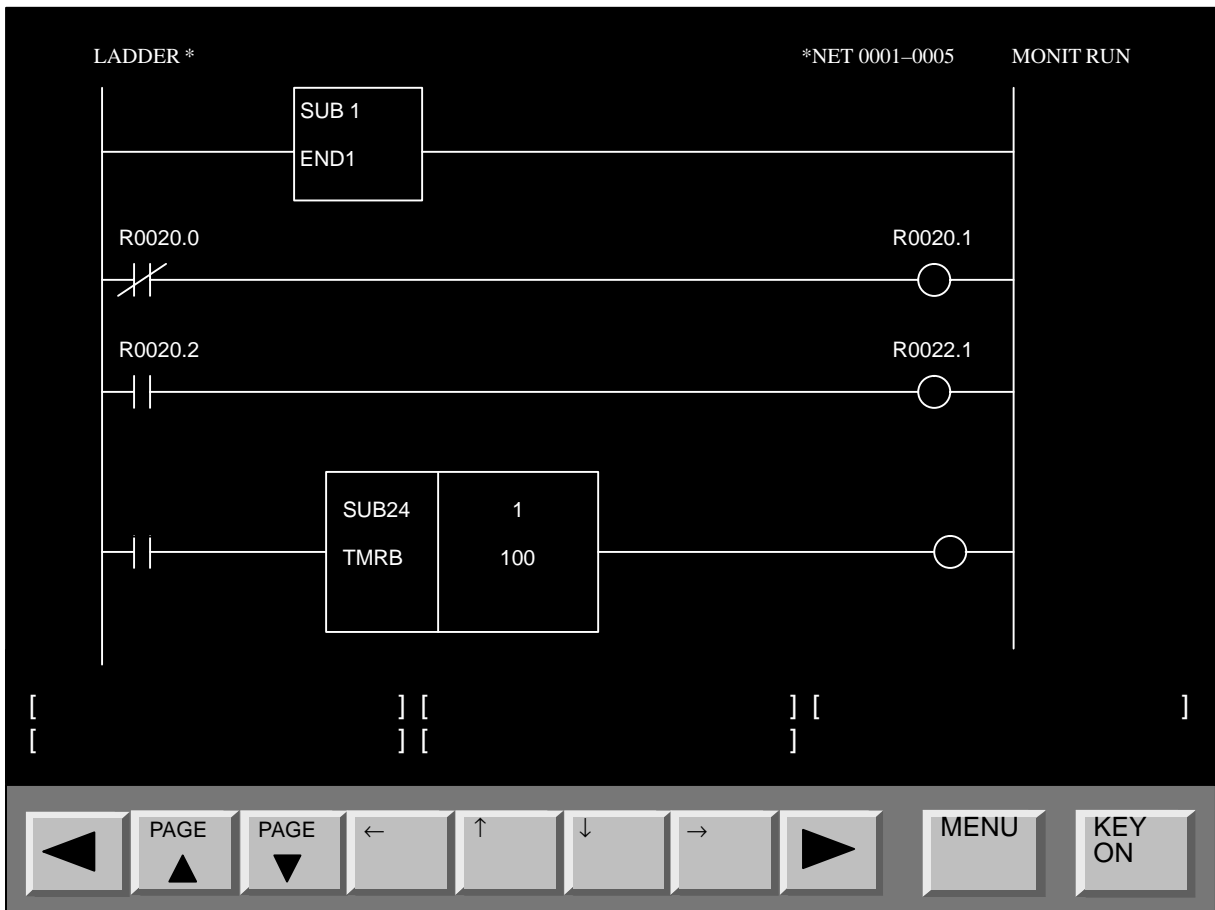 LADDER * *NET 0001–0005 MONIT RUN
SUB 1
END1
R0020.0 R0020.1
R0020.2 R0022.1
SUB24 1
TMRB 100
[ ] [ ] [ ]
[ ] [ ]
PAGE PAGE ← ↑ ↓ → MENU KEY
ON